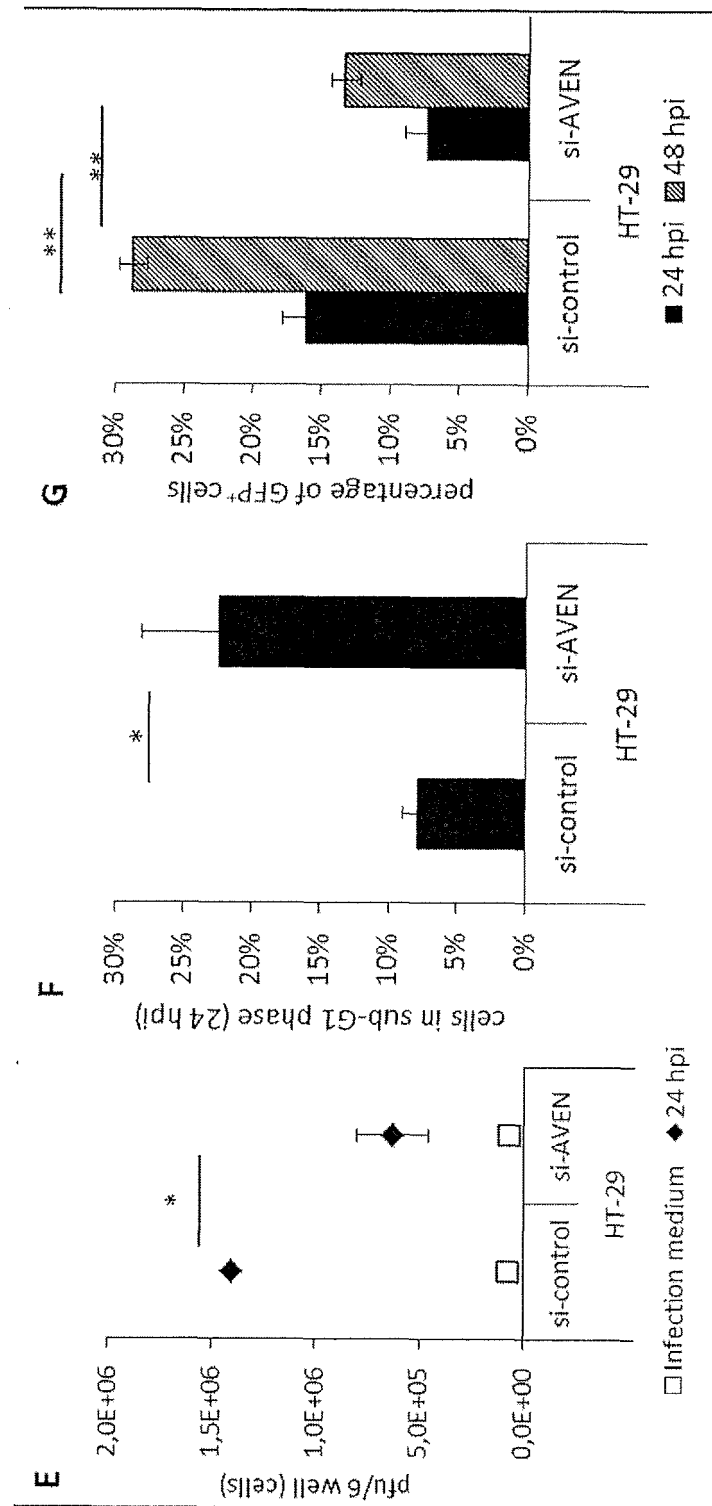 E
pfu/6 well (cells)
2,0E+06
1,5E+06
1,0E+06
5,0E+05
0,0E+00
*
si-control
si-AVEN
HT-29
Infection medium
24 hpi
F
cells in sub-G1 phase (24 hpi)
30%
25%
20%
15%
10%
5%
0%
*
si-control
si-AVEN
HT-29
G
percentage of GFP⁺ cells
30%
25%
20%
15%
10%
5%
0%
**
**
si-control
si-AVEN
HT-29
24 hpi
48 hpi